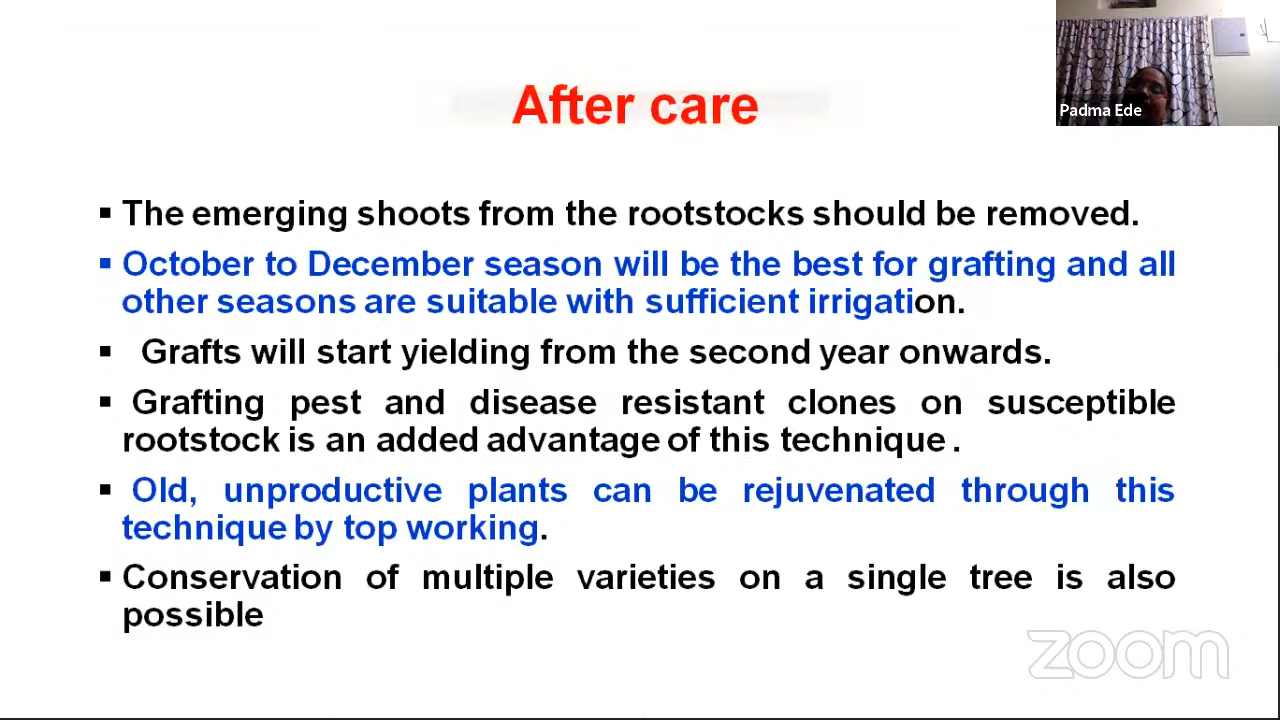 After care
Padma Ede
▪ The emerging shoots from the rootstocks should be removed.
▪ October to December season will be the best for grafting and all
other seasons are suitable with sufficient irrigation.
▪ Grafts will start yielding from the second year onwards.
▪ Grafting pest and disease resistant clones on susceptible
rootstock is an added advantage of this technique .
▪ Old, unproductive plants can be rejuvenated through this
technique by top working.
▪ Conservation of multiple varieties on a single tree is also
possible
zoom